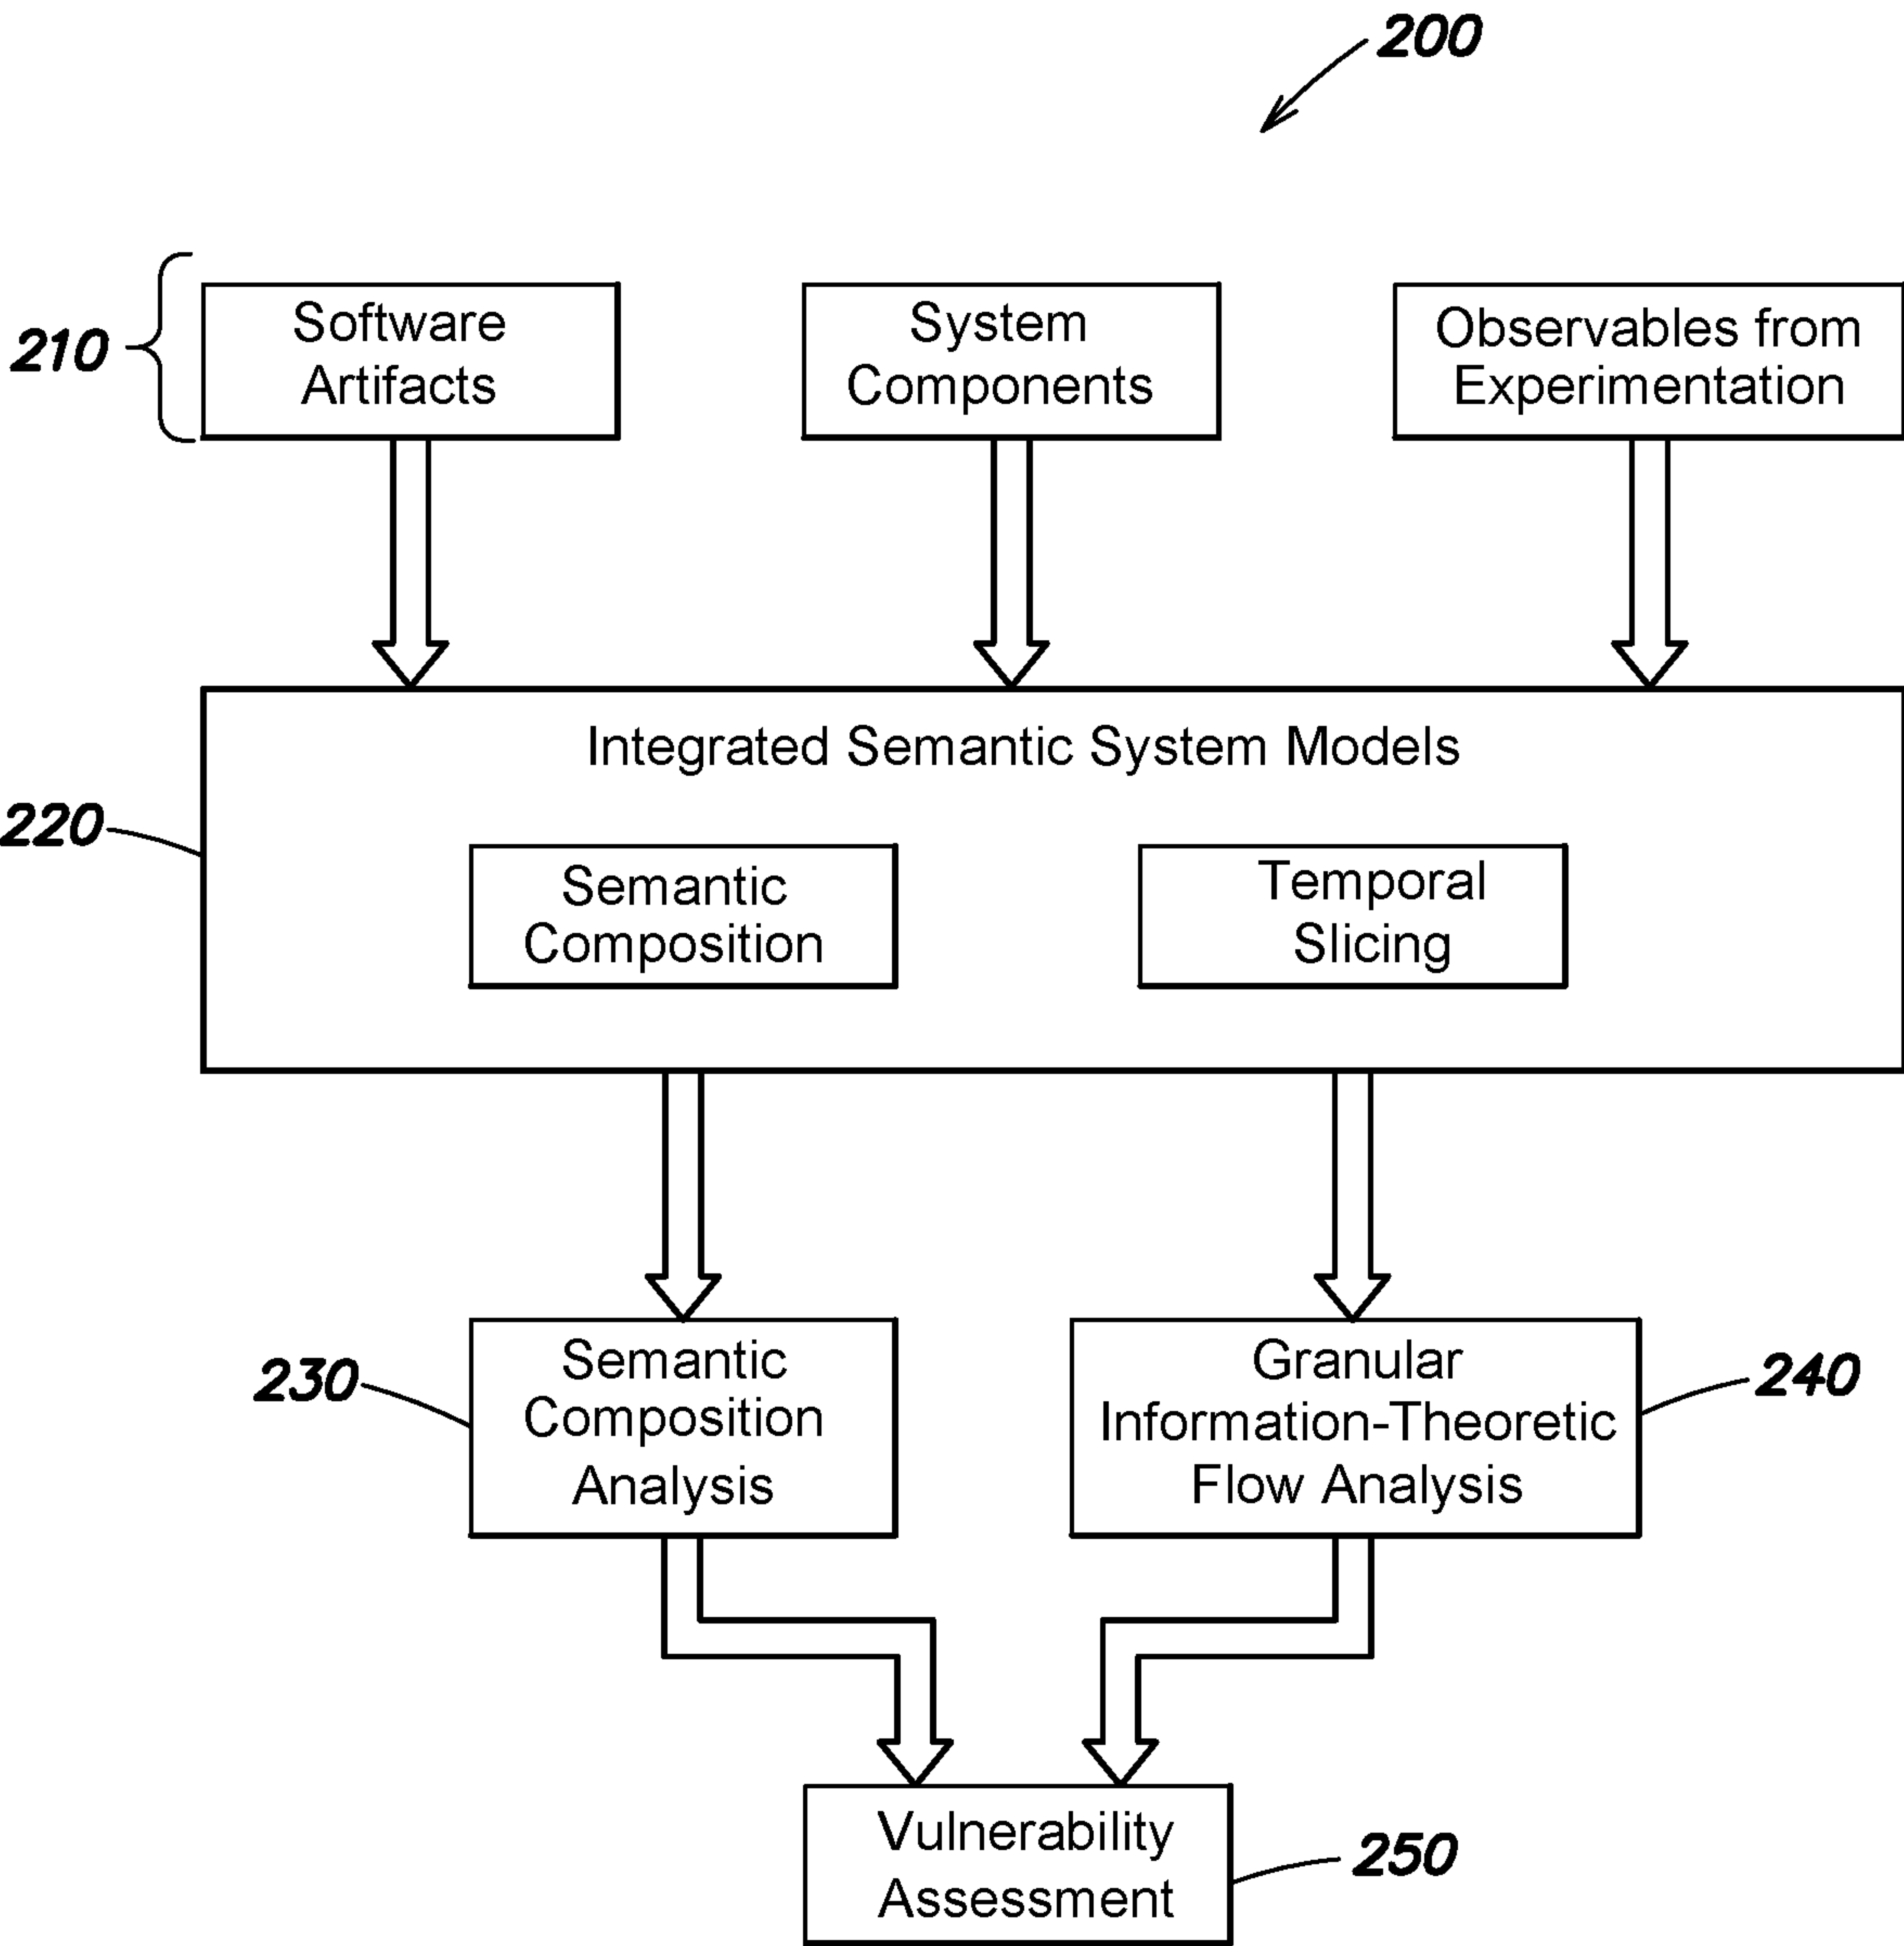 200
210
Software
Artifacts
System
Components
Observables from
Experimentation
Integrated Semantic System Models
220
Semantic
Composition
Temporal
Slicing
230
Semantic
Composition
Analysis
Granular
Information-Theoretic
Flow Analysis
240
Vulnerability
Assessment
250